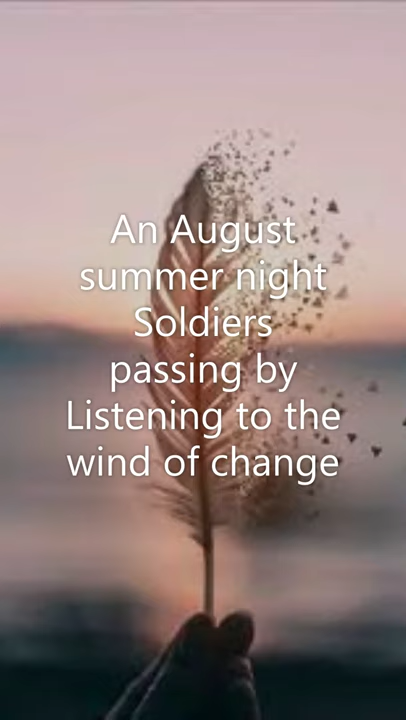 An August
summer night
Soldiers
passing by
Listening to the
wind of change